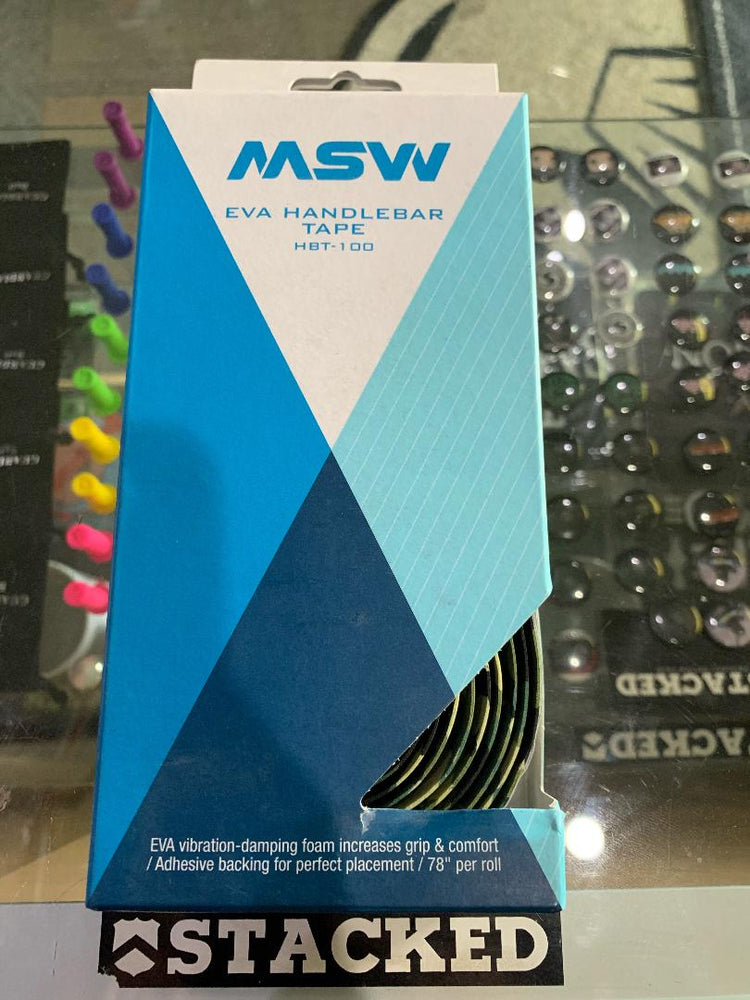 MSW
EVA HANDLEBAR
TAPE
HBT-100
EVA vibration-damping foam increases grip & comfort
/ Adhesive backing for perfect placement / 78" per roll
STACKED
STACKED
STACKED